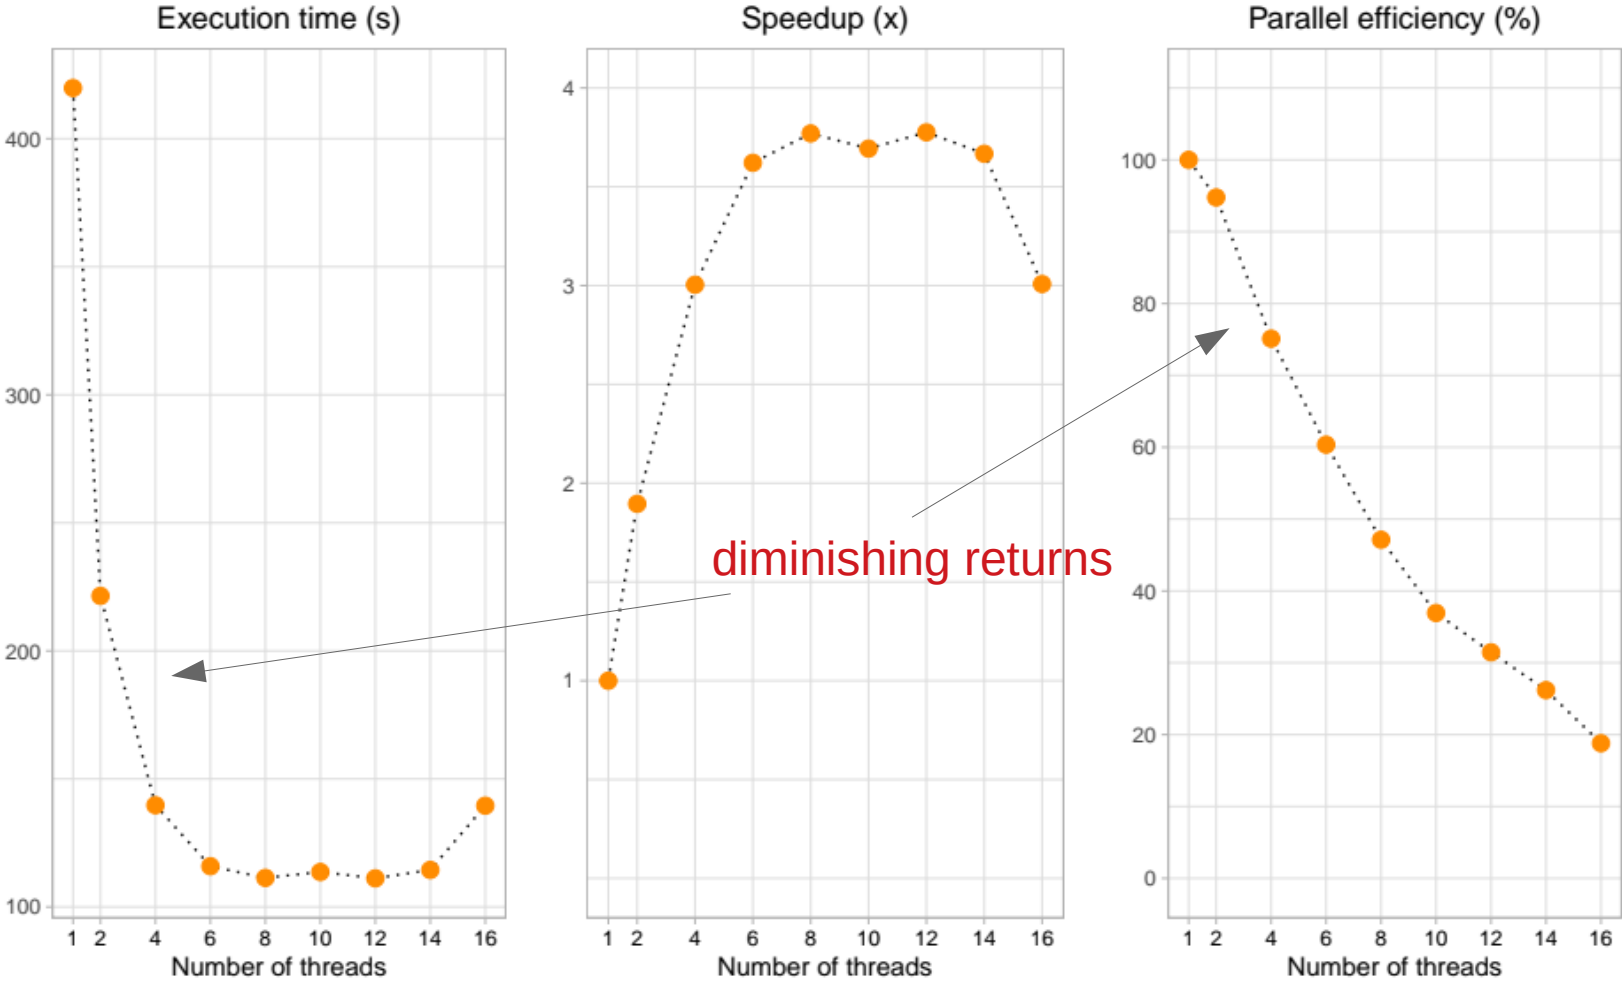 Execution time (s)
400
300
200
100
1 2 4 6 8 10 12 14 16
Number of threads
Speedup (x)
4
3
2
1
1 2 4 6 8 10 12 14 16
Number of threads
Parallel efficiency (%)
100
80
60
40
20
0
1 2 4 6 8 10 12 14 16
Number of threads
diminishing returns